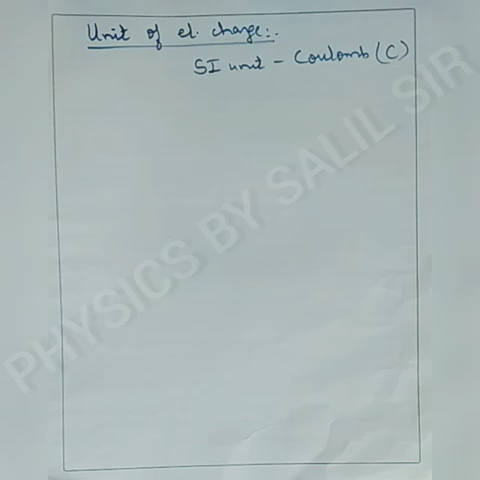 Unit of el. charge:.
SI unit - Coulomb (C)
PHYSICS BY SALIL SIR